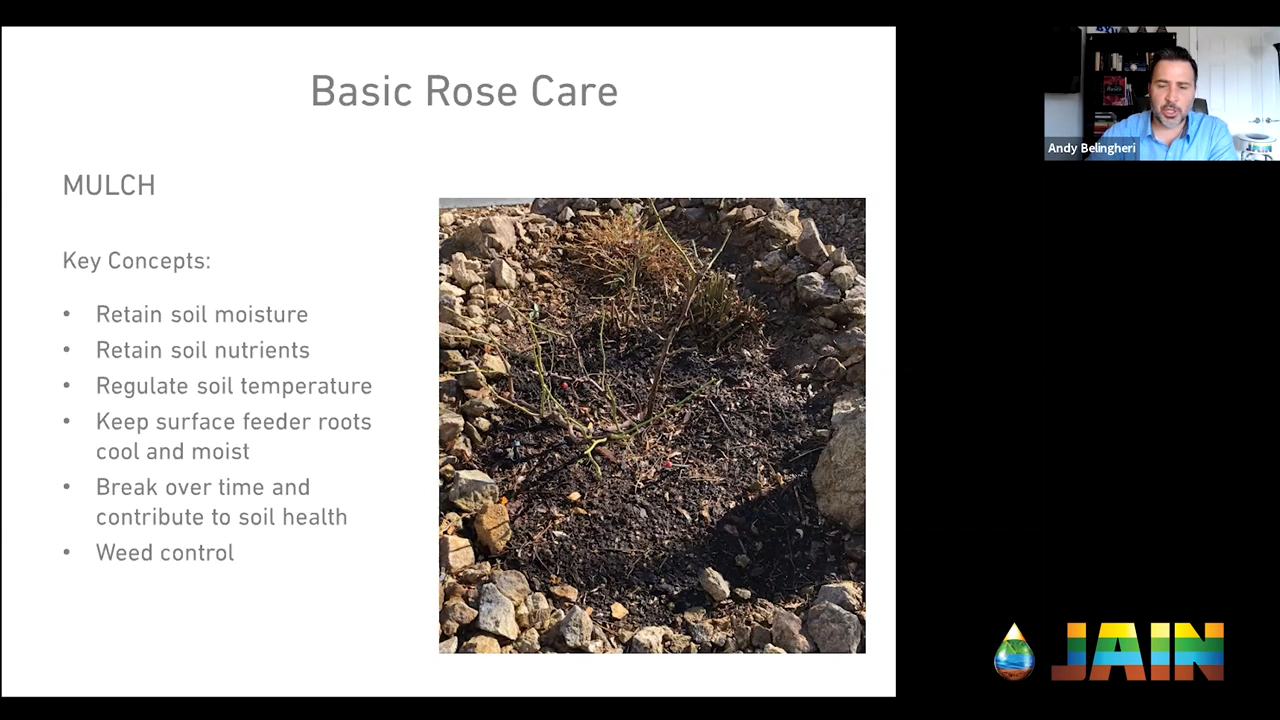 Basic Rose Care
MULCH
Key Concepts:
• Retain soil moisture
• Retain soil nutrients
• Regulate soil temperature
• Keep surface feeder roots
cool and moist
• Break over time and
contribute to soil health
• Weed control
Andy Belingheri
JAIN